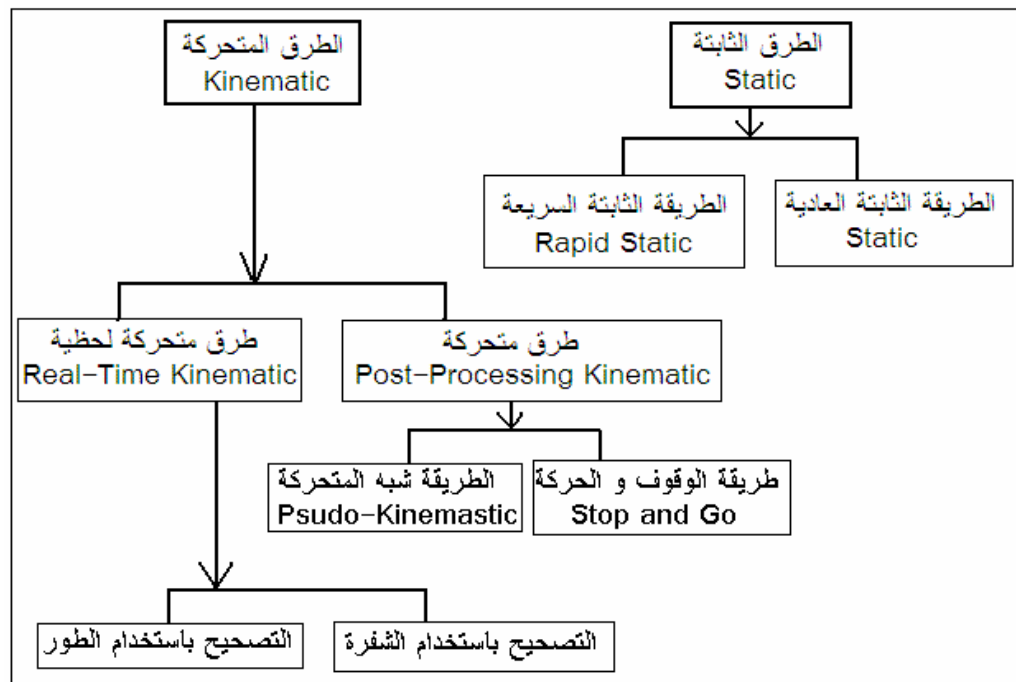 الطرق الثابتة
Static
الطرق المتحركة
Kinematic
الطريقة الثابتة العادية
Static
الطريقة الثابتة السريعة
Rapid Static
طرق متحركة
Post-Processing Kinematic
طرق متحركة لحظية
Real-Time Kinematic
طريقة الوقوف و الحركة
Stop and Go
الطريقة شبه المتحركة
Psudo-Kinemastic
التصحيح باستخدام الشفرة
التصحيح باستخدام الطور